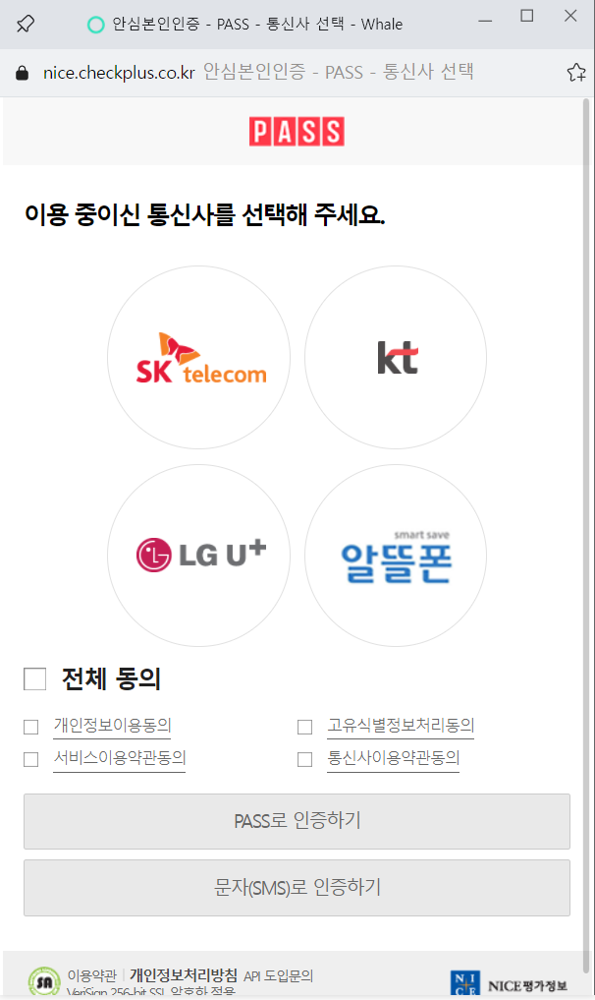 안심본인인증 - PASS - 통신사 선택 - Whale
nice.checkplus.co.kr 안심본인인증 - PASS - 통신사 선택
PASS
이용 중이신 통신사를 선택해 주세요.
SK telecom
kt
LG U+
smart save
알뜰폰
전체 동의
개인정보이용동의
고유식별정보처리동의
서비스이용약관동의
통신사이용약관동의
PASS로 인증하기
문자(SMS)로 인증하기
SA
이용약관 개인정보처리방침 API 도입문의
VeriSign 256-bit SSL 암호화 적용
NICE NICE평가정보